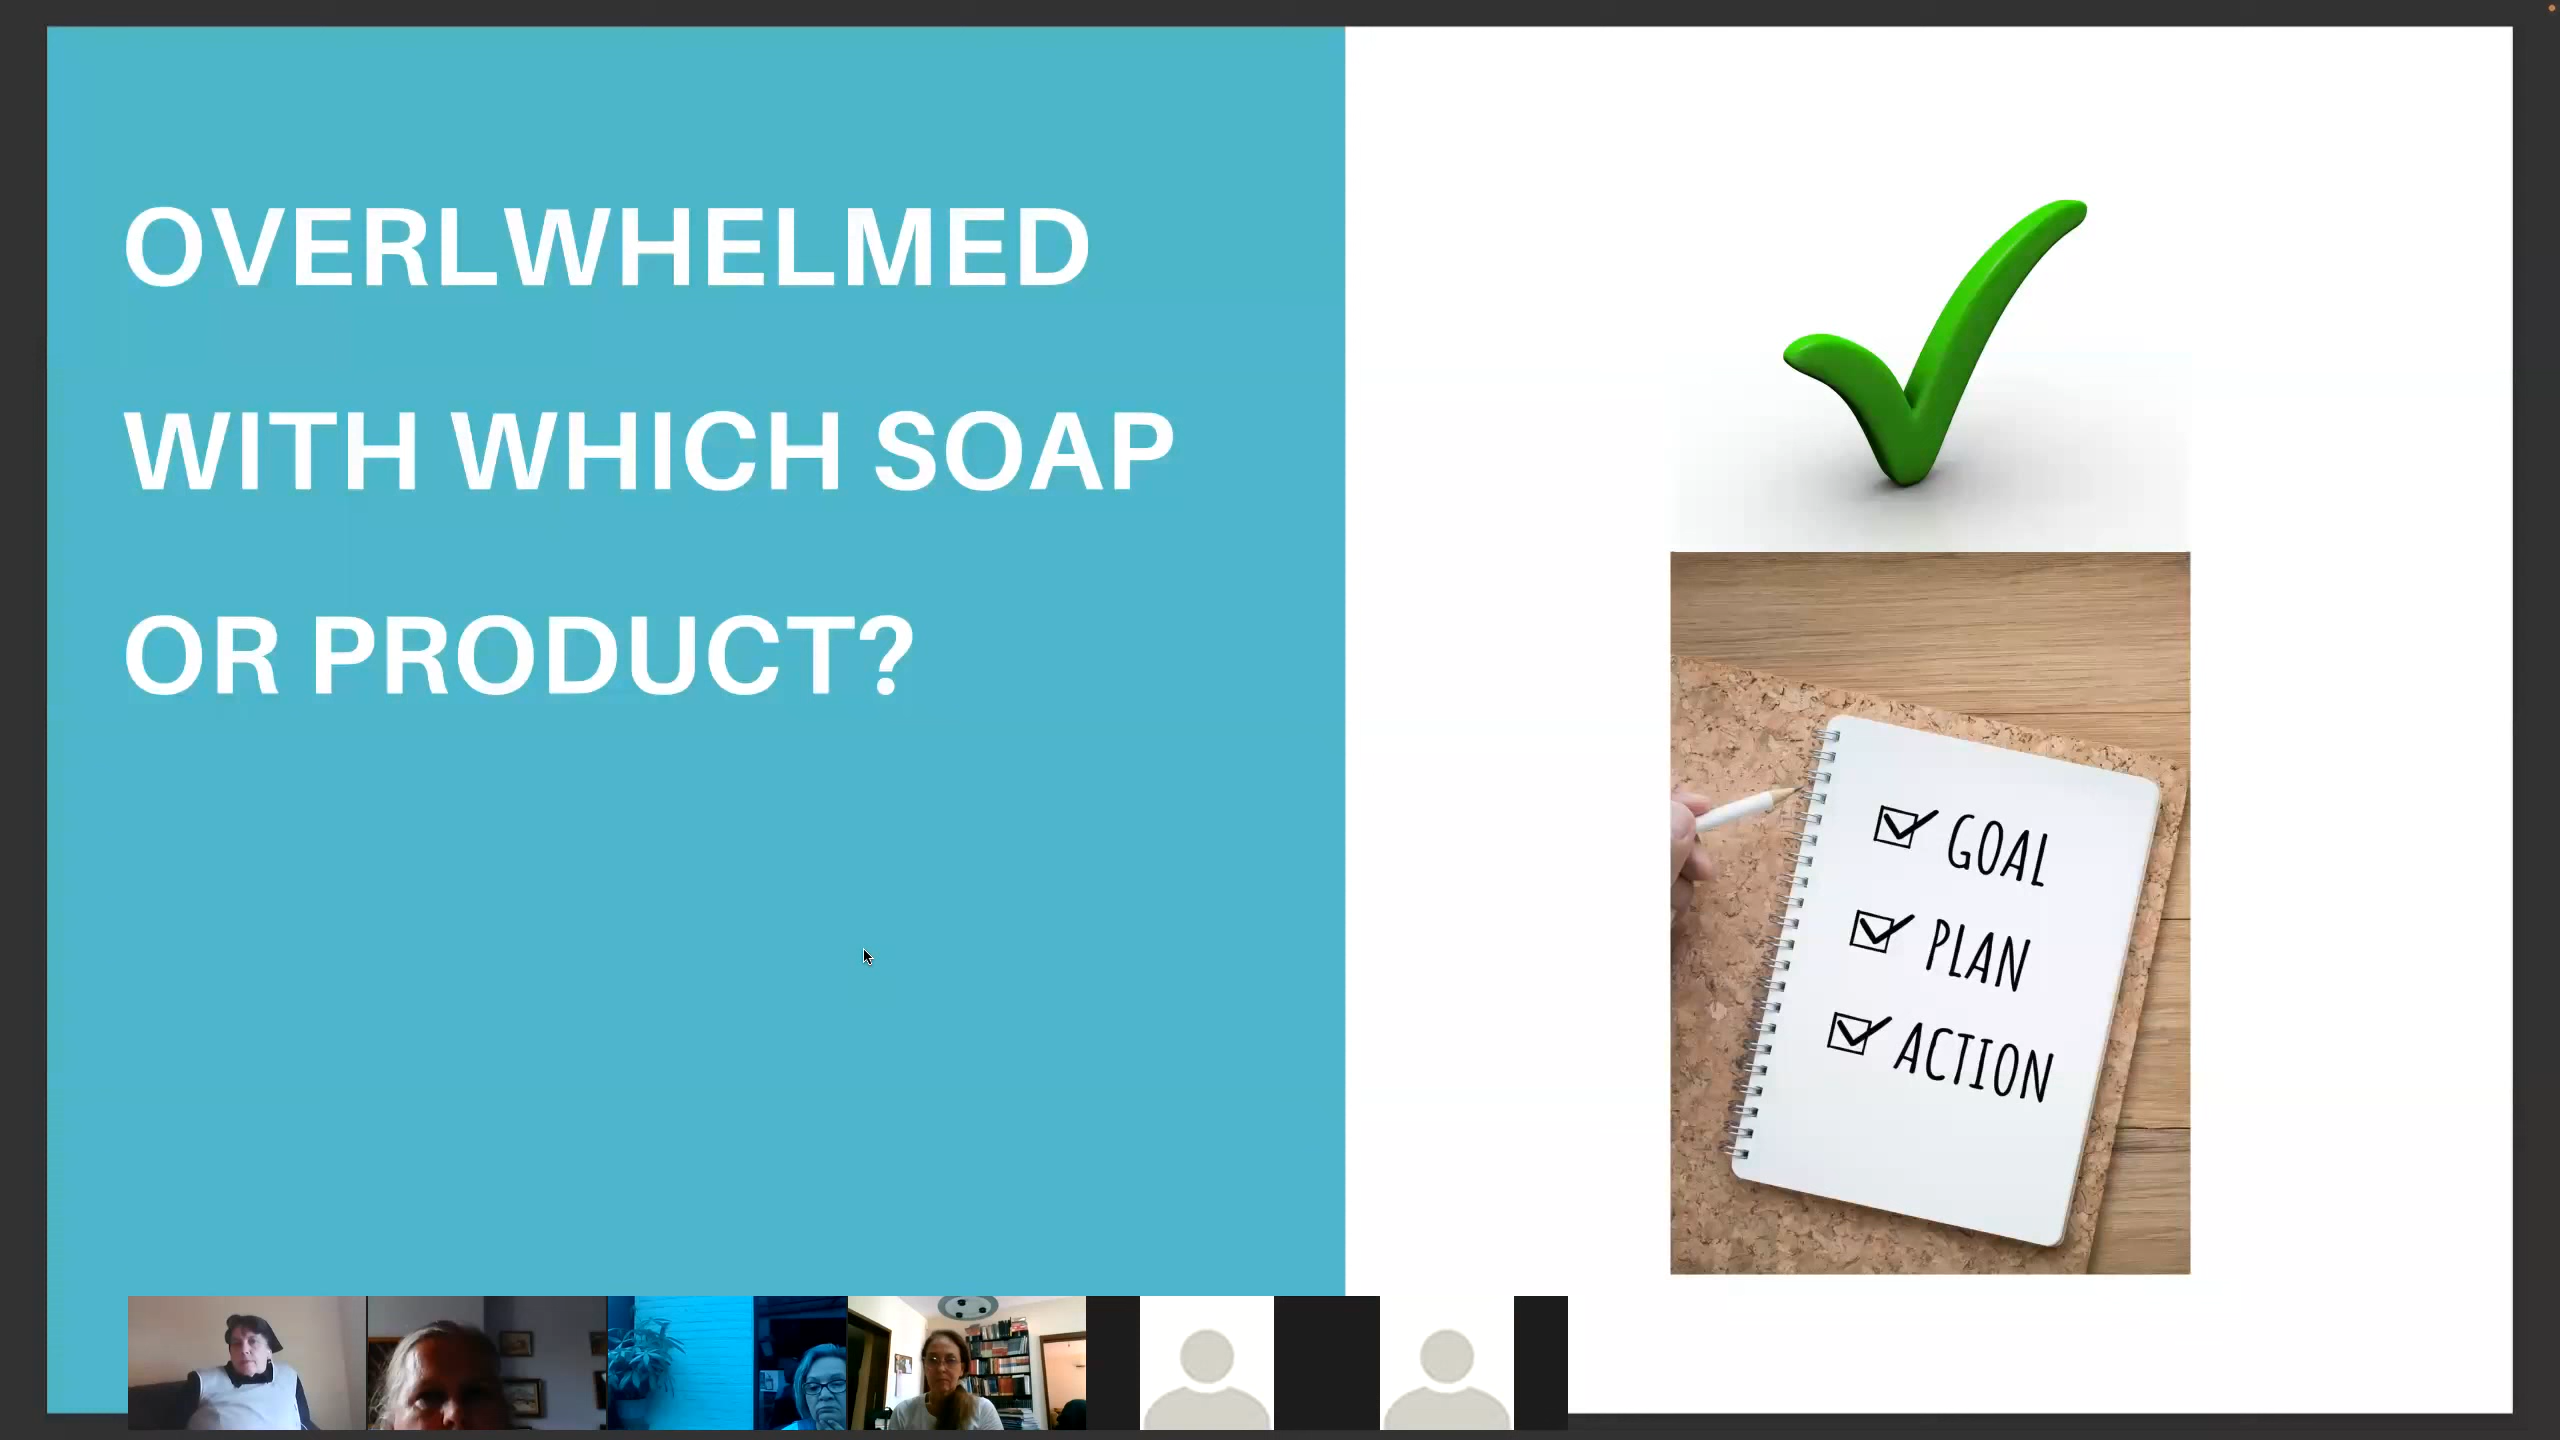 OVERLWHELMED
WITH WHICH SOAP
OR PRODUCT?
GOAL
PLAN
ACTION